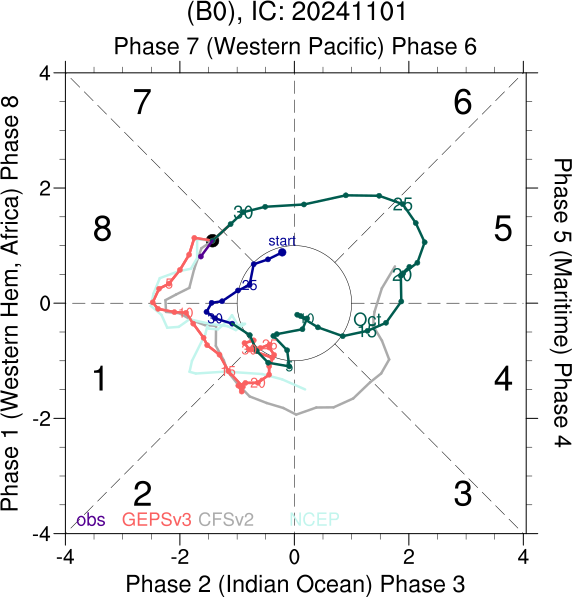 (B0), IC: 20241101
Phase 7 (Western Pacific) Phase 6
4
7
6
2
8
5
30
25
start
25
20
5
0
10
30
10
Oct
15
1
4
25
5
15
20
-2
2
3
obs GEPSv3 CFSv2 NCEP
-4
-4 -2 0 2 4
Phase 2 (Indian Ocean) Phase 3
Phase 1 (Western Hem, Africa) Phase 8
Phase 5 (Maritime) Phase 4